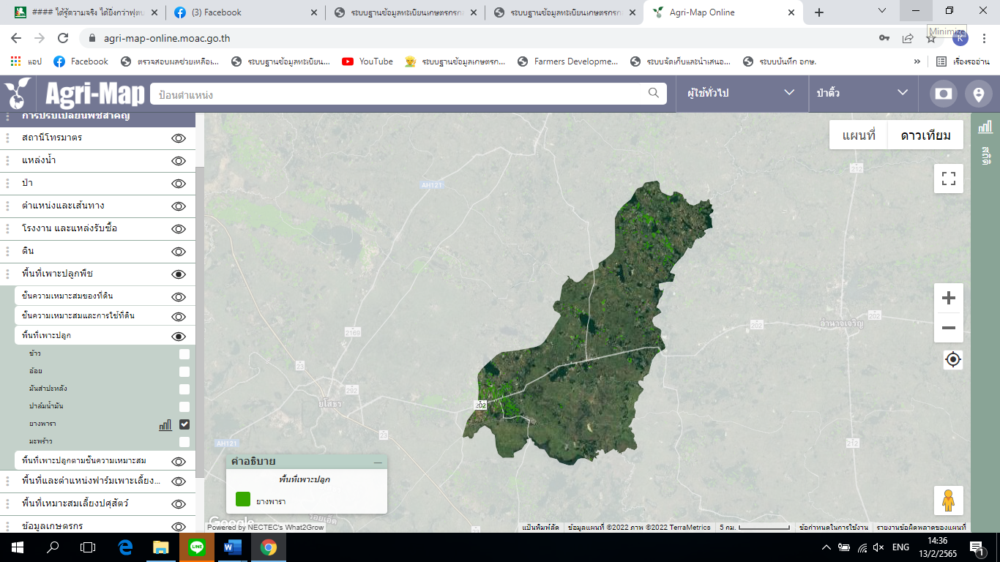 #### ได้รู้ความจริง ได้ยิ่งกว่าฟุตบ
(3) Facebook
ระบบฐานข้อมูลทะเบียนเกษตรกรกล
ระบบฐานข้อมูลทะเบียนเกษตรกรกล
Agri-Map Online
Minimize
agri-map-online.moac.go.th
K
แอป
Facebook
ตรวจสอบผลช่วยเหลือเ...
ระบบฐานข้อมูลทะเบียน...
YouTube
ระบบฐานข้อมูลเกษตรก...
Farmers Developme...
ระบบจัดเก็บและนำเสนอ...
ระบบบันทึก อกษ.
»
เรื่องรออ่าน
Agri-Map
ป้อนตำแหน่ง
ผู้ใช้ทั่วไป
ป่าติ้ว
การปรับเปลี่ยนพืชสำคัญ
สถานีโทรมาตร
แหล่งน้ำ
ป่า
ตำแหน่งและเส้นทาง
โรงงาน และแหล่งรับซื้อ
ดิน
พื้นที่เพาะปลูกพืช
ชั้นความเหมาะสมของที่ดิน
ชั้นความเหมาะสมและการใช้ที่ดิน
พื้นที่เพาะปลูก
ข้าว
อ้อย
มันสำปะหลัง
ปาล์มน้ำมัน
ยางพารา
มะพร้าว
พื้นที่เพาะปลูกตามชั้นความเหมาะสม
พื้นที่และตำแหน่งฟาร์มเพาะเลี้ยง...
พื้นที่เหมาะสมเลี้ยงปศุสัตว์
ข้อมูลเกษตรกร
แผนที่
ดาวเทียม
สถิติ
212
AH121
202
อำนาจเจริญ
202
2169
23
292
ยโสธร
202
23
AH121
212
คำอธิบาย
พื้นที่เพาะปลูก
ยางพารา
ร้อยเอ็ด
23
Google
Powered by NECTEC's What2Grow
แป้นพิมพ์ลัด
ข้อมูลแผนที่ ©2022 ภาพ ©2022 TerraMetrics
5 กม.
ข้อกำหนดในการใช้งาน
รายงานข้อผิดพลาดของแผนที่
LINE
W
ENG
14:36
13/2/2565
1